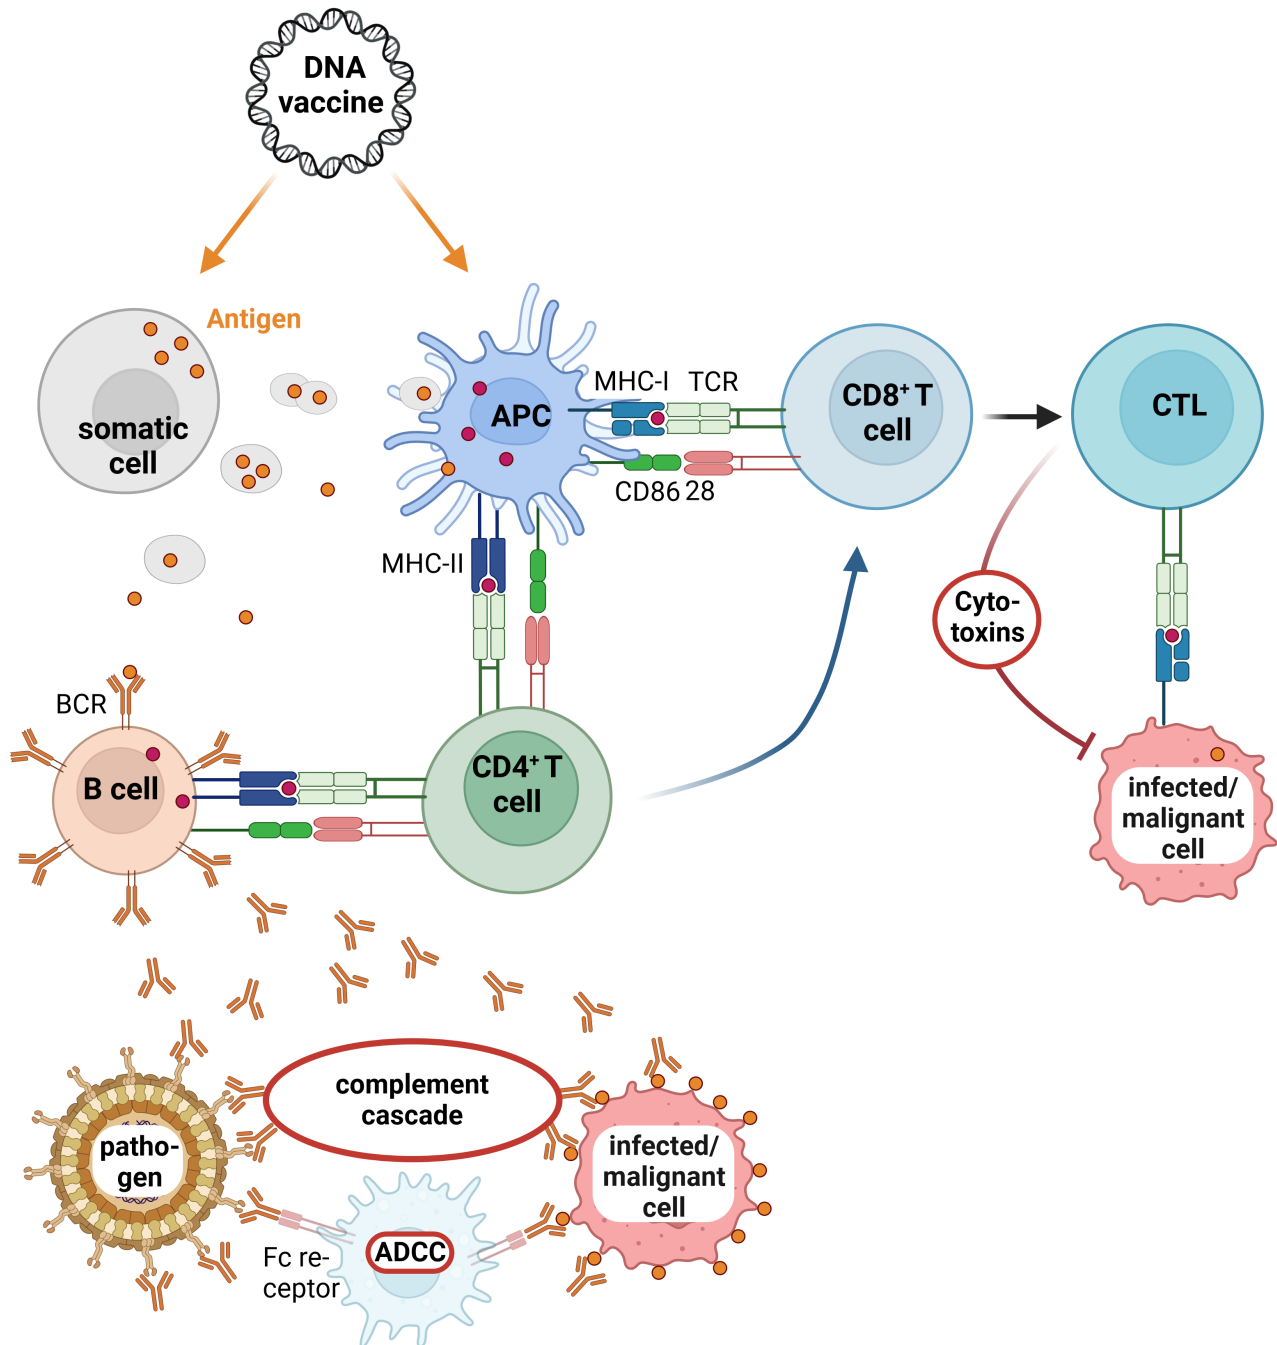 DNA
vaccine
Antigen
somatic
cell
APC
MHC-I TCR
CD86 28
CD8⁺ T
cell
CTL
MHC-II
Cyto-
toxins
BCR
B cell
CD4⁺ T
cell
infected/
malignant
cell
complement
cascade
patho-
gen
infected/
malignant
cell
Fc re-
ceptor
ADCC